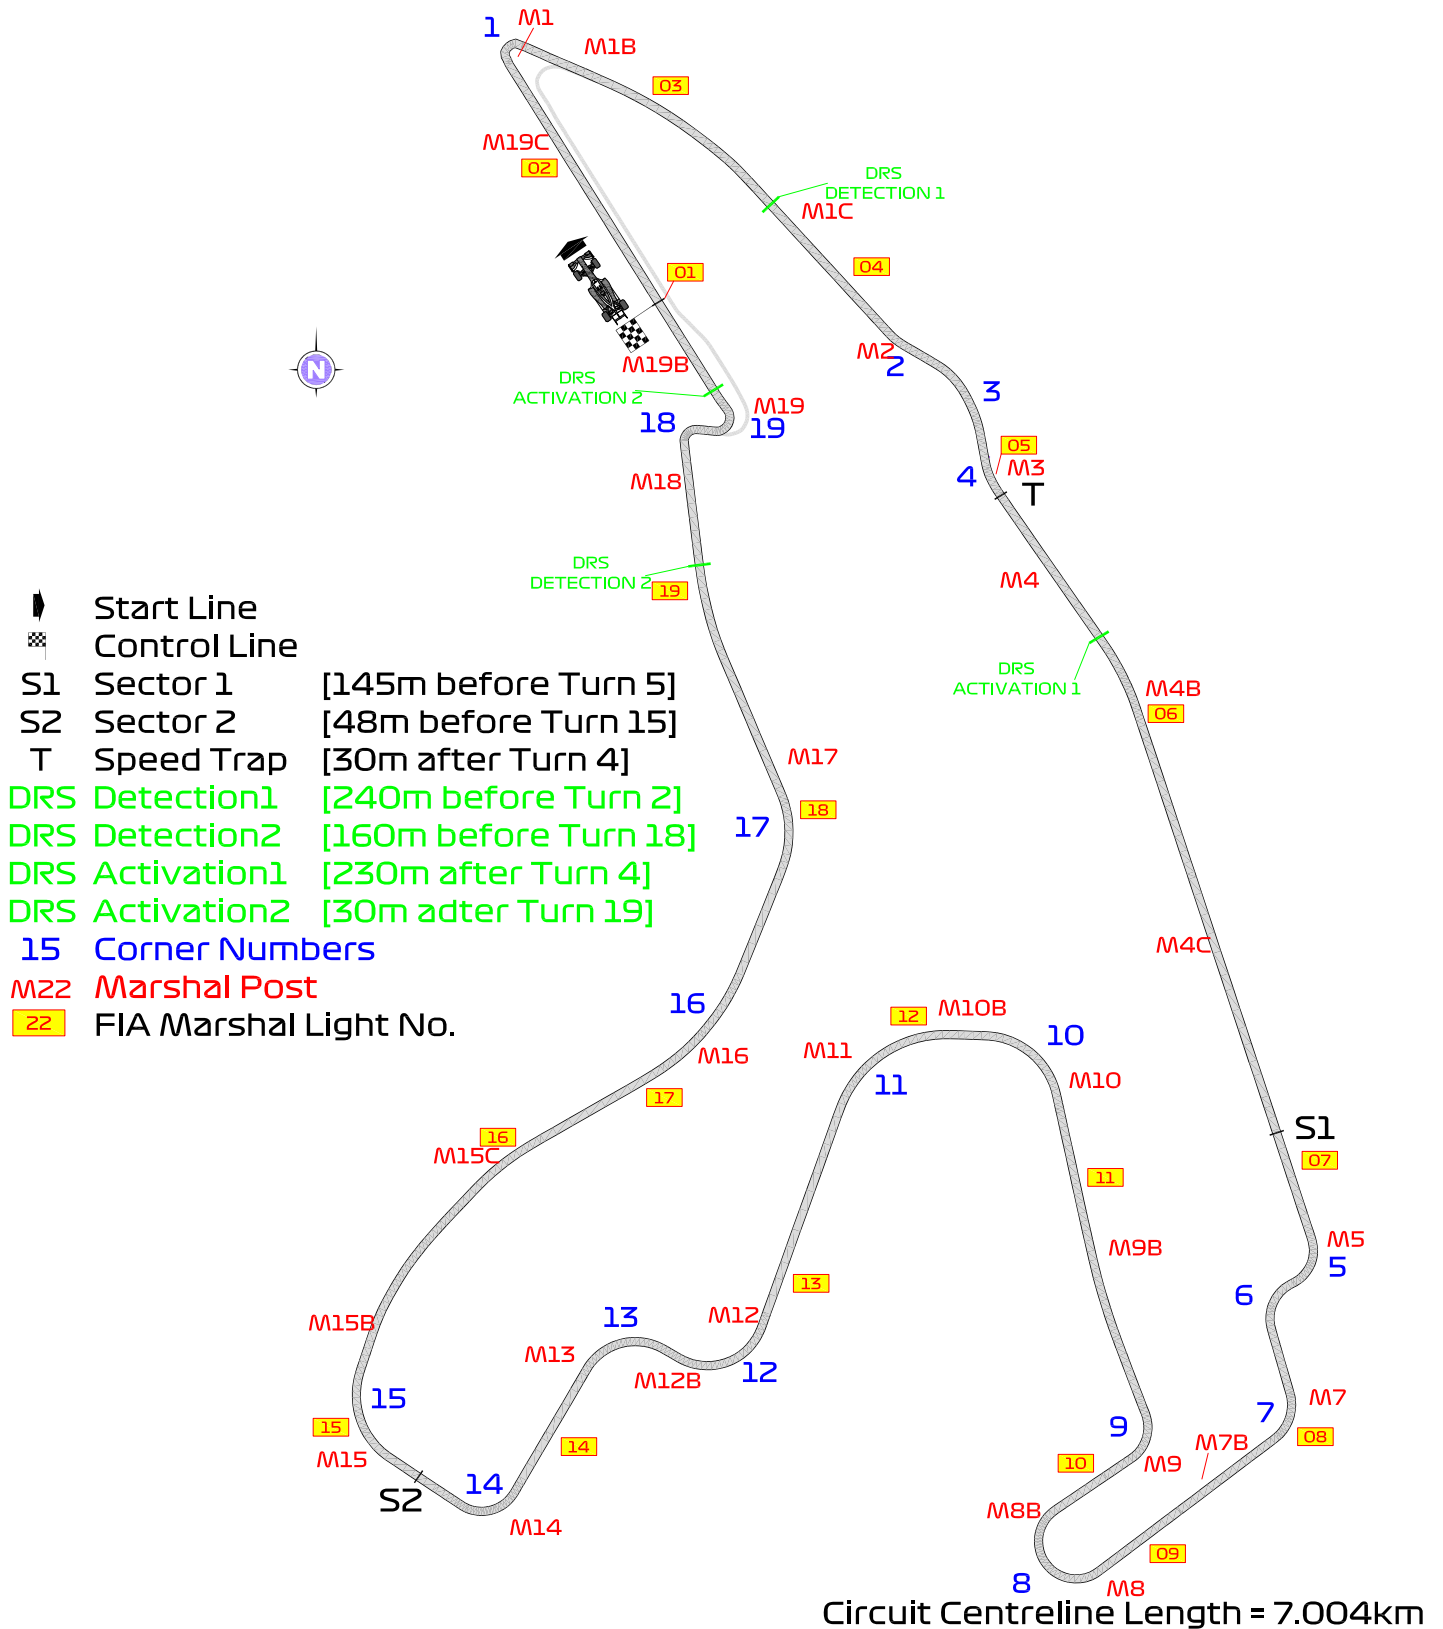 1
M1
M1B
03
M19C
02
DRS
DETECTION 1
M1C
04
01
M2
2
M19B
N
DRS
ACTIVATION 2
3
M19
19
18
05
M3
4
T
M18
DRS
DETECTION 2
19
M4
DRS
ACTIVATION 1
M4B
06
Start Line
Control Line
S1 Sector 1 [145m before Turn 5]
S2 Sector 2 [48m before Turn 15]
T Speed Trap [30m after Turn 4]
DRS Detection1 [240m before Turn 2]
DRS Detection2 [160m before Turn 18]
DRS Activation1 [230m after Turn 4]
DRS Activation2 [30m adter Turn 19]
15 Corner Numbers
M22 Marshal Post
22 FIA Marshal Light No.
M17
18
17
M4C
16
M16
17
12
M10B
10
M11
11
M10
S1
07
16
M15C
11
M5
5
M9B
6
13
M12
13
M15B
M13
12
M12B
15
15
M15
14
14
S2
M14
7
M7
08
M7B
9
10
M9
M8B
09
8
M8
Circuit Centreline Length = 7.004km